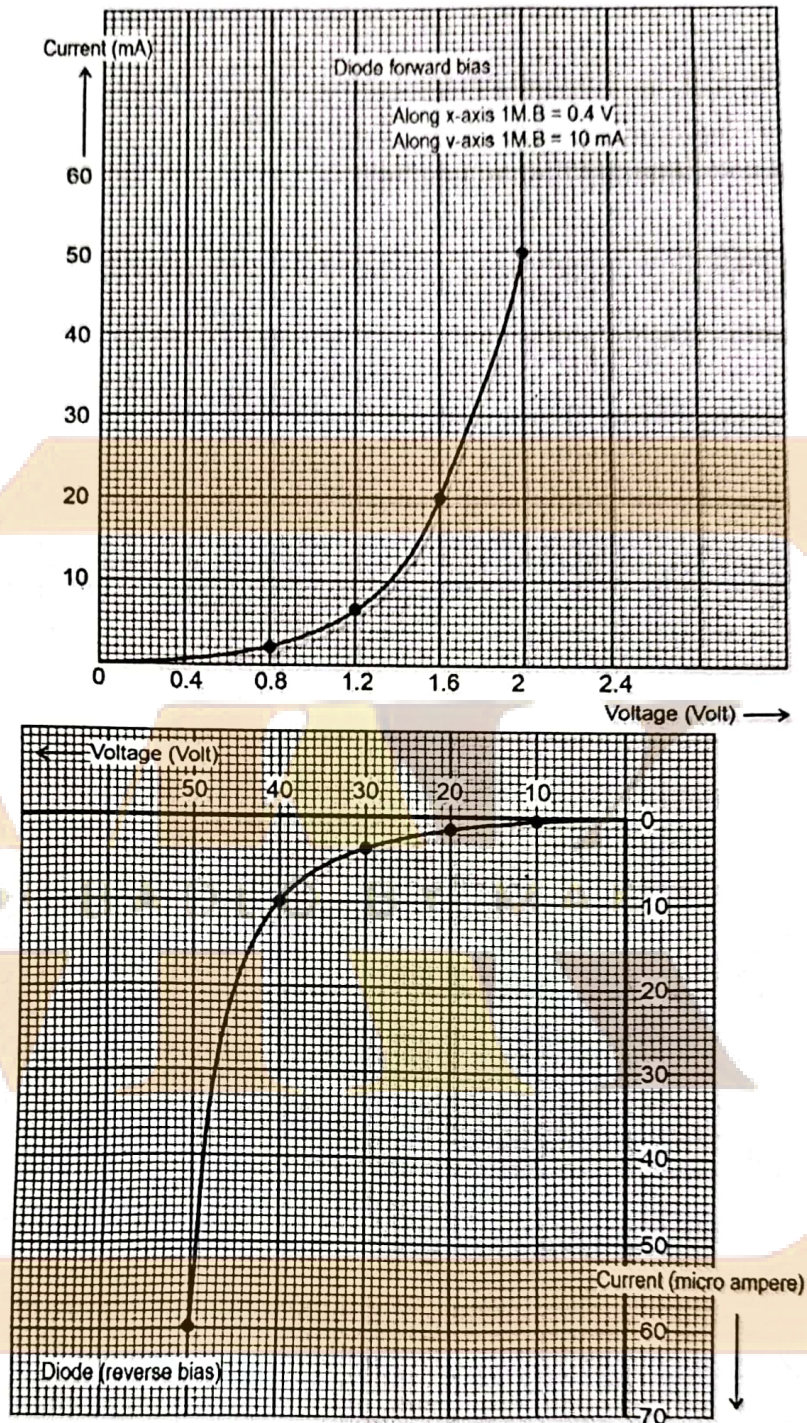 Current (mA)
Diode forward bias
Along x-axis 1M.B = 0.4 V
Along v-axis 1M.B = 10 mA
60
50
40
30
20
10
0 0.4 0.8 1.2 1.6 2 2.4
Voltage (Volt)
Voltage (Volt)
50 40 30 20 10
0
10
20
30
40
50
Current (micro ampere)
60
Diode (reverse bias)
70